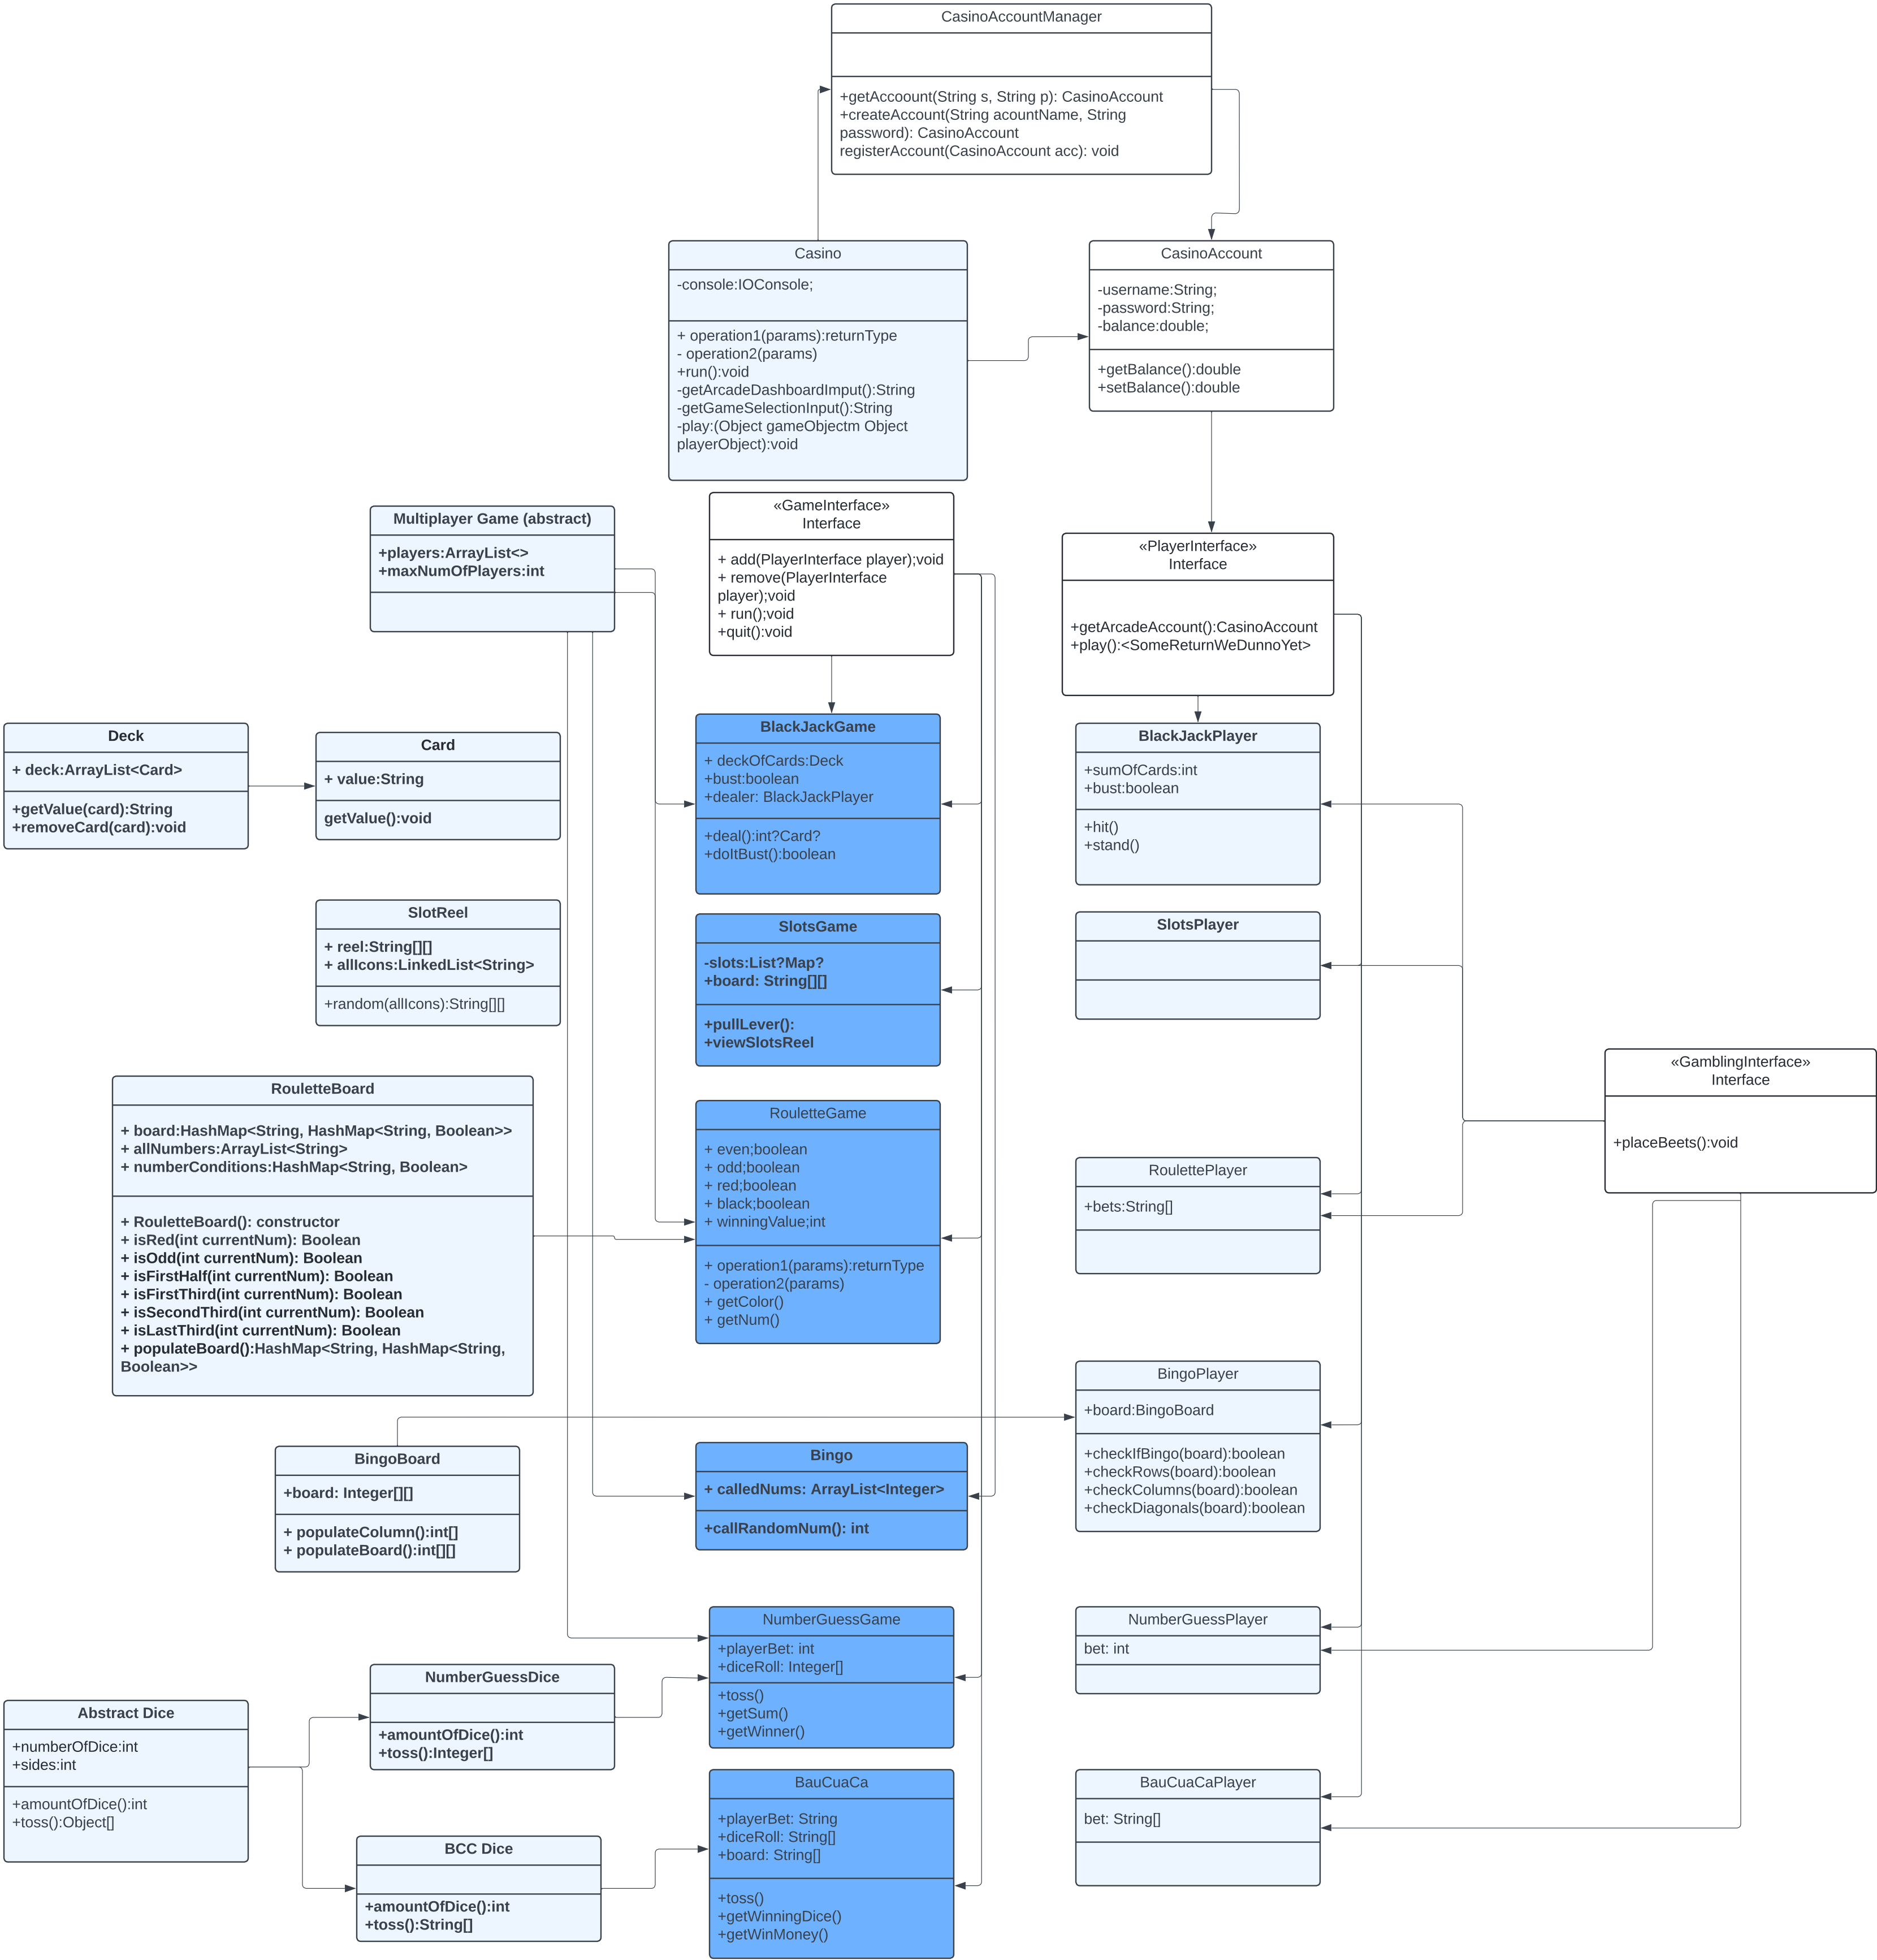 CasinoAccountManager
+getAccoount(String s, String p): CasinoAccount
+createAccount(String acountName, String
password): CasinoAccount
registerAccount(CasinoAccount acc): void
Casino
-console:IOConsole;
+ operation1(params):returnType
- operation2(params)
+run():void
-getArcadeDashboardImput():String
-getGameSelectionInput():String
-play:(Object gameObjectm Object
playerObject):void
CasinoAccount
-username:String;
-password:String;
-balance:double;
+getBalance():double
+setBalance():double
Multiplayer Game (abstract)
+players:ArrayList<>
+maxNumOfPlayers:int
«GameInterface»
Interface
+ add(PlayerInterface player);void
+ remove(PlayerInterface
player);void
+ run();void
+quit():void
«PlayerInterface»
Interface
+getArcadeAccount():CasinoAccount
+play():<SomeReturnWeDunnoYet>
Deck
+ deck:ArrayList<Card>
+getValue(card):String
+removeCard(card):void
Card
+ value:String
getValue():void
BlackJackGame
+ deckOfCards:Deck
+bust:boolean
+dealer: BlackJackPlayer
+deal():int?Card?
+doItBust():boolean
BlackJackPlayer
+sumOfCards:int
+bust:boolean
+hit()
+stand()
SlotReel
+ reel:String[][]
+ allIcons:LinkedList<String>
+random(allIcons):String[][]
SlotsGame
-slots:List?Map?
+board: String[][]
+pullLever():
+viewSlotsReel
SlotsPlayer
«GamblingInterface»
Interface
+placeBeets():void
RouletteBoard
+ board:HashMap<String, HashMap<String, Boolean>>
+ allNumbers:ArrayList<String>
+ numberConditions:HashMap<String, Boolean>
+ RouletteBoard(): constructor
+ isRed(int currentNum): Boolean
+ isOdd(int currentNum): Boolean
+ isFirstHalf(int currentNum): Boolean
+ isFirstThird(int currentNum): Boolean
+ isSecondThird(int currentNum): Boolean
+ isLastThird(int currentNum): Boolean
+ populateBoard():HashMap<String, HashMap<String,
Boolean>>
RouletteGame
+ even;boolean
+ odd;boolean
+ red;boolean
+ black;boolean
+ winningValue;int
+ operation1(params):returnType
- operation2(params)
+ getColor()
+ getNum()
RoulettePlayer
+bets:String[]
BingoPlayer
+board:BingoBoard
+checkIfBingo(board):boolean
+checkRows(board):boolean
+checkColumns(board):boolean
+checkDiagonals(board):boolean
BingoBoard
+board: Integer[][]
+ populateColumn():int[]
+ populateBoard():int[][]
Bingo
+ calledNums: ArrayList<Integer>
+callRandomNum(): int
NumberGuessGame
+playerBet: int
+diceRoll: Integer[]
+toss()
+getSum()
+getWinner()
NumberGuessPlayer
bet: int
NumberGuessDice
+amountOfDice():int
+toss():Integer[]
Abstract Dice
+numberOfDice:int
+sides:int
+amountOfDice():int
+toss():Object[]
BCC Dice
+amountOfDice():int
+toss():String[]
BauCuaCa
+playerBet: String
+diceRoll: String[]
+board: String[]
+toss()
+getWinningDice()
+getWinMoney()
BauCuaCaPlayer
bet: String[]